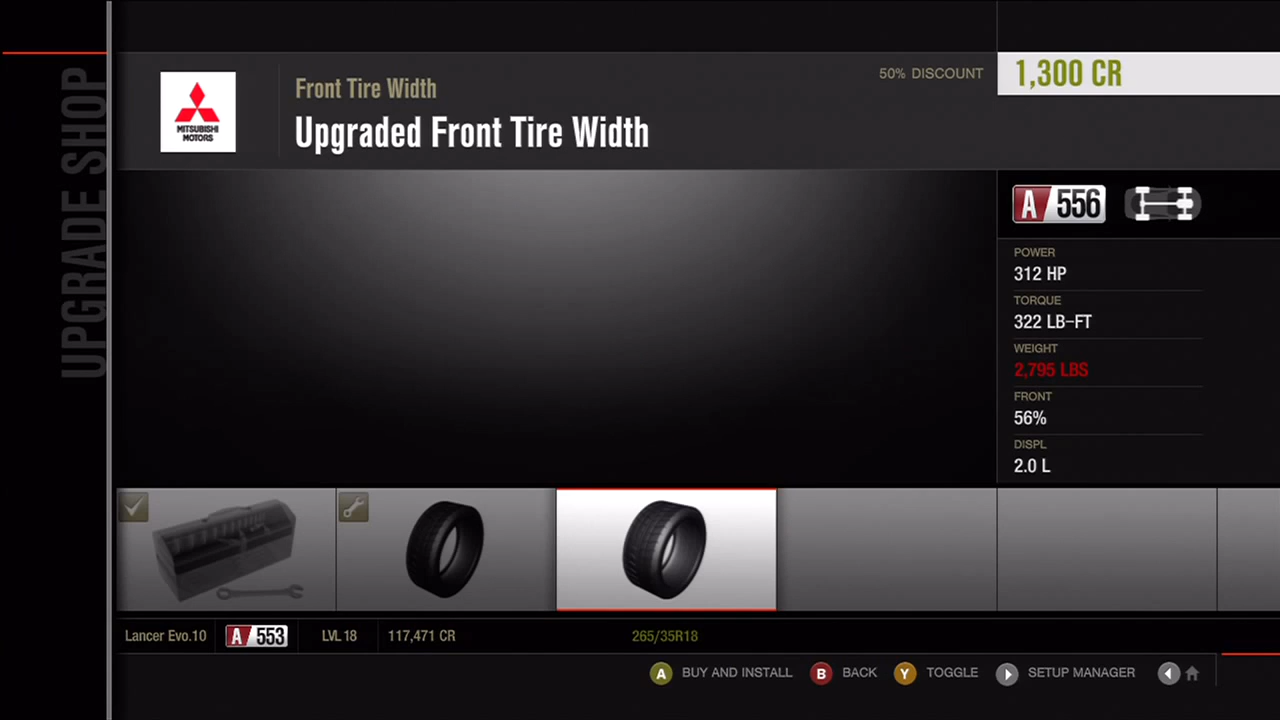 UPGRADE SHOP
MITSUBISHI
MOTORS
Front Tire Width
Upgraded Front Tire Width
50% DISCOUNT
1,300 CR
A 556
POWER
312 HP
TORQUE
322 LB-FT
WEIGHT
2,795 LBS
FRONT
56%
DISPL
2.0 L
Lancer Evo.10
A 553
LVL 18
117,471 CR
265/35R18
A BUY AND INSTALL
B BACK
Y TOGGLE
SETUP MANAGER